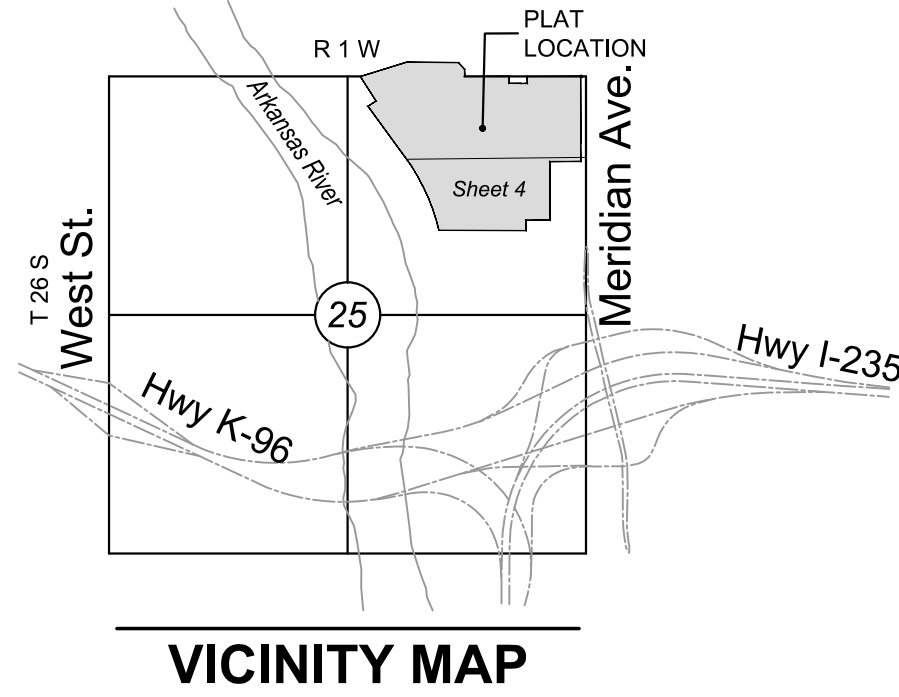 PLAT
LOCATION
R 1 W
Arkansas River
Meridian Ave.
Sheet 4
T 26 S
West St.
25
Hwy I-235
Hwy K-96
VICINITY MAP